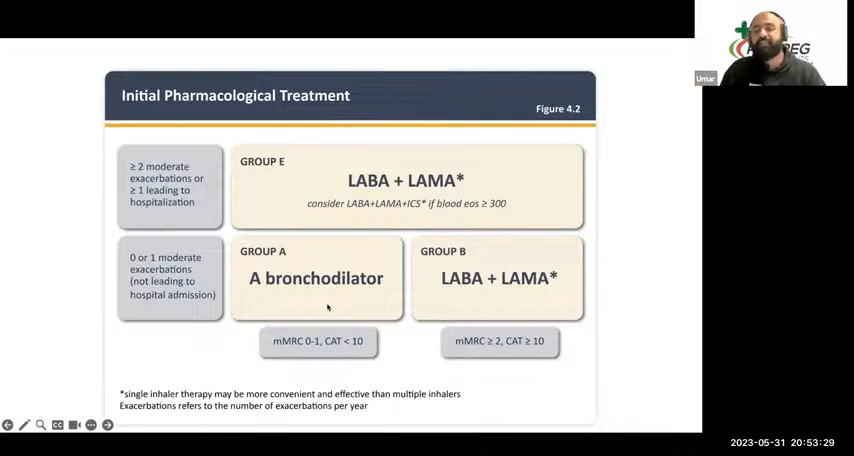 Initial Pharmacological Treatment
Figure 4.2
≥ 2 moderate
exacerbations or
≥ 1 leading to
hospitalization
GROUP E
LABA + LAMA*
consider LABA+LAMA+ICS* if blood eos ≥ 300
0 or 1 moderate
exacerbations
(not leading to
hospital admission)
GROUP A
A bronchodilator
GROUP B
LABA + LAMA*
mMRC 0-1, CAT < 10
mMRC ≥ 2, CAT ≥ 10
*single inhaler therapy may be more convenient and effective than multiple inhalers
Exacerbations refers to the number of exacerbations per year
Umar
2023-05-31 20:53:29